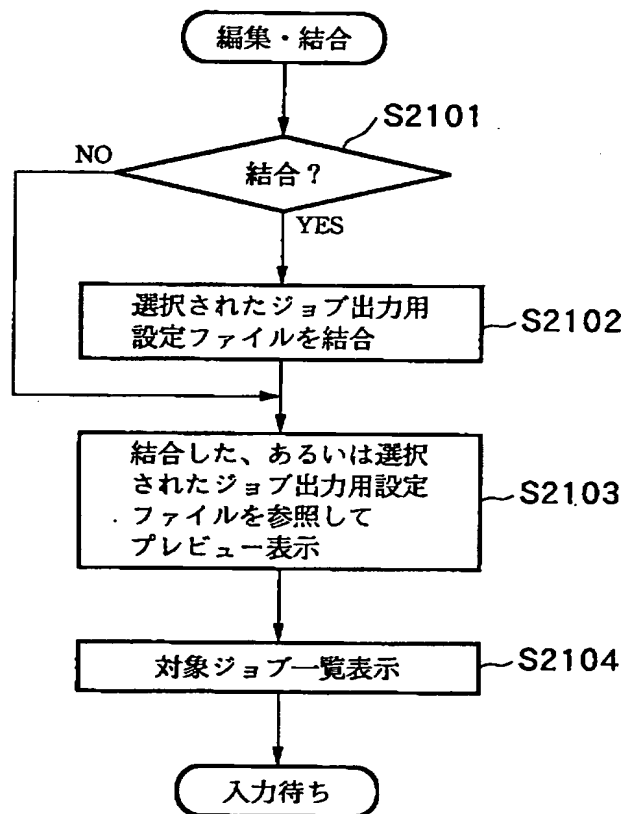 編集・結合
S2101
NO
結合？
YES
選択されたジョブ出力用
設定ファイルを結合
S2102
結合した、あるいは選択
されたジョブ出力用設定
ファイルを参照して
プレビュー表示
S2103
対象ジョブ一覧表示
S2104
入力待ち